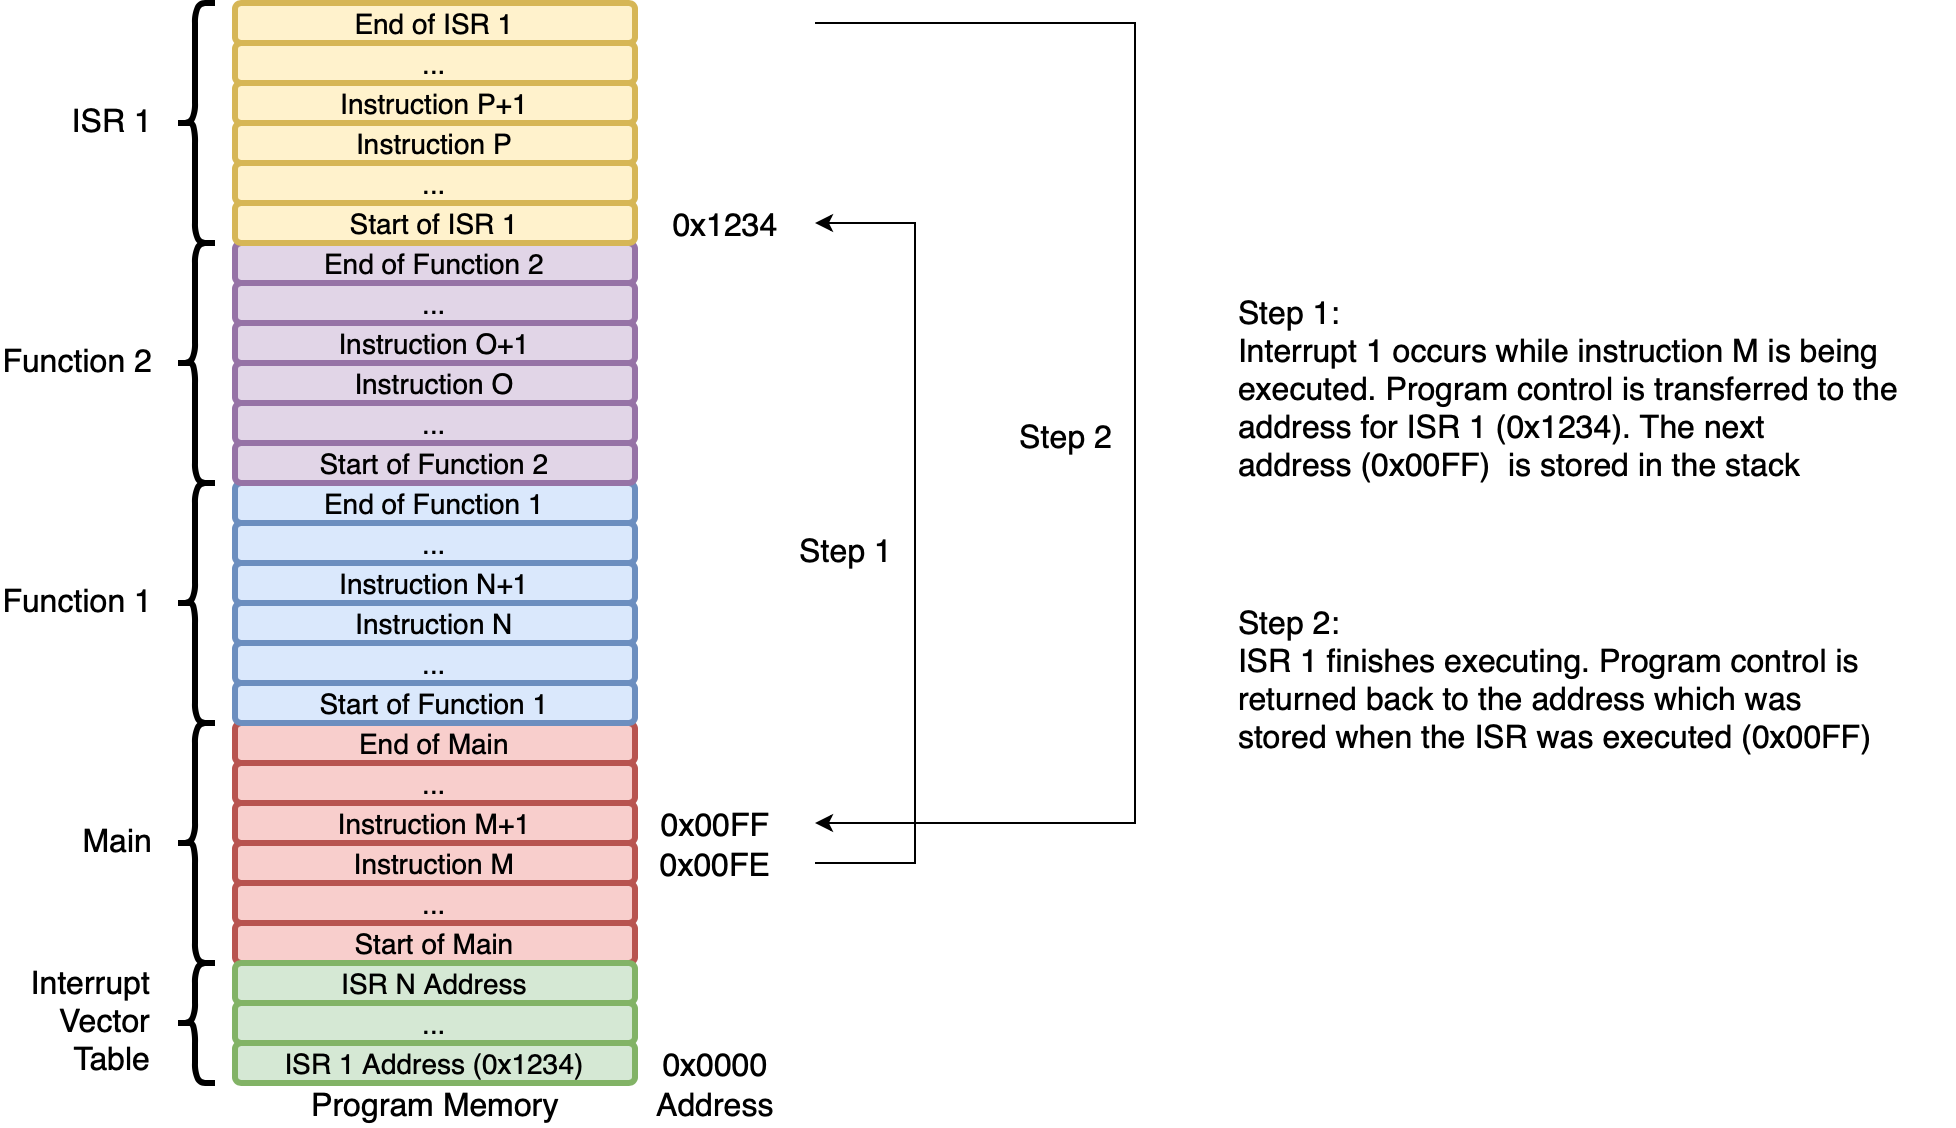 ISR 1
Function 2
Function 1
Main
Interrupt
Vector
Table
End of ISR 1
...
Instruction P+1
Instruction P
...
Start of ISR 1
End of Function 2
...
Instruction O+1
Instruction O
...
Start of Function 2
End of Function 1
...
Instruction N+1
Instruction N
...
Start of Function 1
End of Main
...
Instruction M+1
Instruction M
...
Start of Main
ISR N Address
...
ISR 1 Address (0x1234)
Program Memory
0x1234
0x00FF
0x00FE
0x0000
Address
Step 1
Step 2
Step 1:
Interrupt 1 occurs while instruction M is being
executed. Program control is transferred to the
address for ISR 1 (0x1234). The next
address (0x00FF)  is stored in the stack
Step 2:
ISR 1 finishes executing. Program control is
returned back to the address which was
stored when the ISR was executed (0x00FF)